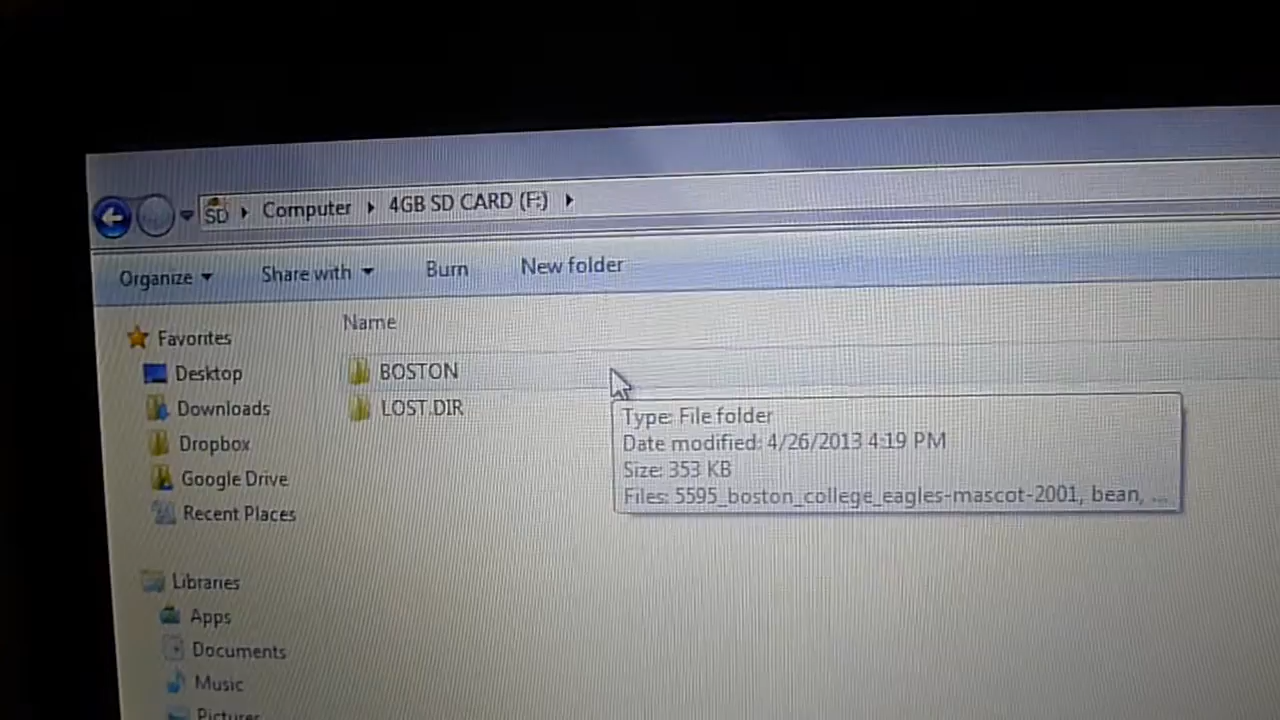 SD Computer 4GB SD CARD (F:)
Organize Share with Burn New folder
Name
Favorites
Desktop
Downloads
Dropbox
Google Drive
Recent Places
Libraries
Apps
Documents
Music
Pictures
BOSTON
LOST.DIR
Type: File folder
Date modified: 4/26/2013 4:19 PM
Size: 353 KB
Files: 5595_boston_college_eagles-mascot-2001, bean, ...